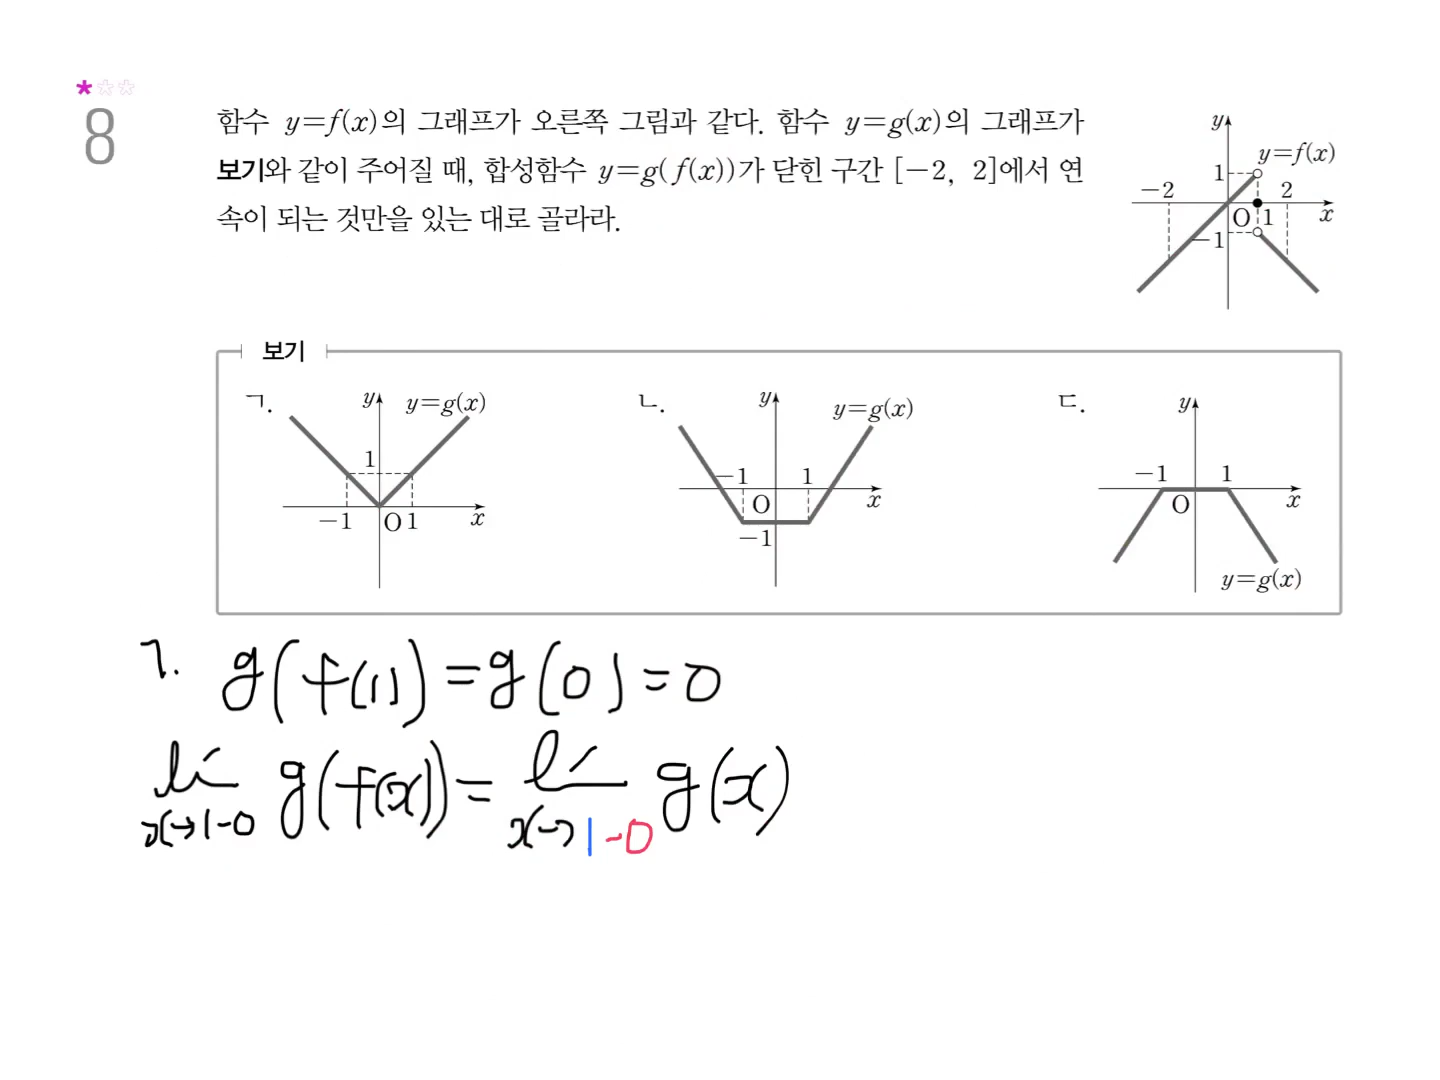 ★☆☆
8
함수 y=f(x)의 그래프가 오른쪽 그림과 같다. 함수 y=g(x)의 그래프가
보기와 같이 주어질 때, 합성함수 y=g(f(x))가 닫힌 구간 [-2, 2]에서 연
속이 되는 것만을 있는 대로 골라라.
y
y=f(x)
1
-2
2
O 1
x
-1
보기
ㄱ.
y
y=g(x)
1
-1
O 1
x
ㄴ.
y
y=g(x)
-1
1
O
x
-1
ㄷ.
y
-1
1
O
x
y=g(x)
ㄱ. g(f(1))=g(0)=0
lim x→1-0 g(f(x))=lim x→1-0 g(x)